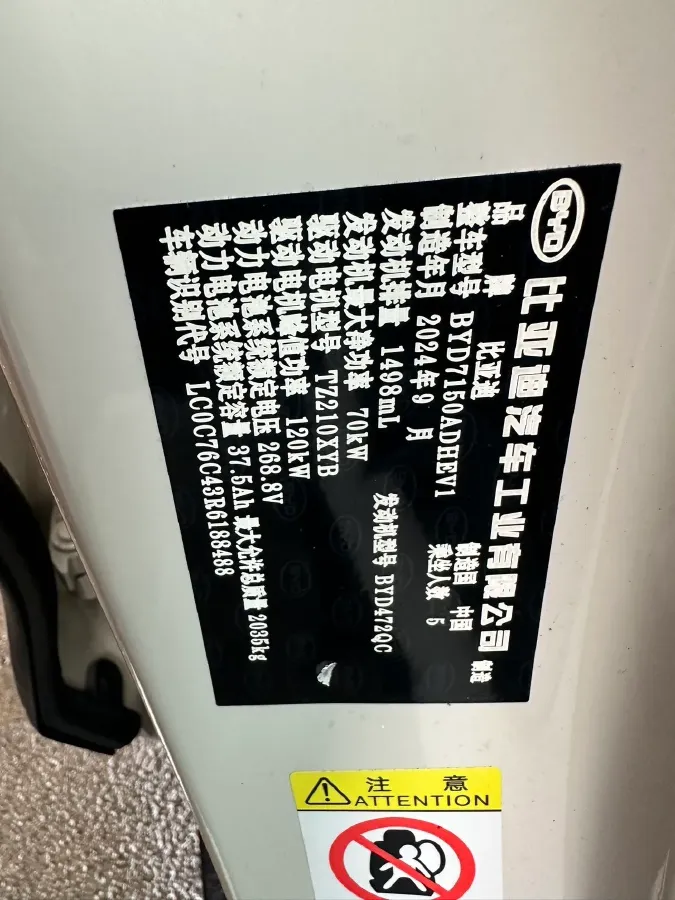 BYD 比亚迪汽车工业有限公司 制造
品牌 比亚迪 制造国 中国
整车型号 BYD7150ADHEV1 乘坐人数 5
制造年月 2024年9月
发动机排量 1498mL 发动机型号 BYD472QC
发动机最大净功率 70kW
驱动电机型号 TZ210XYB
驱动电机峰值功率 120kW
动力电池系统额定电压 268.8V
动力电池系统额定容量 37.5Ah 最大允许总质量 2035kg
车辆识别代号 LC0C76C43R6188488
注意
ATTENTION